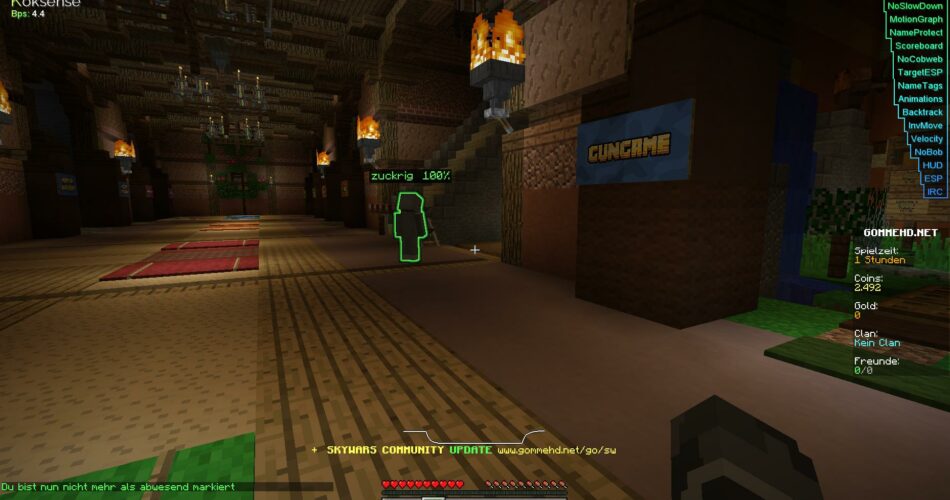 Koksense
Bps: 4.4
NoSlowDown
MotionGraph
NameProtect
Scoreboard
NoCobweb
TargetESP
NameTags
Animations
Backtrack
InvMove
Velocity
NoBob
HUD
ESP
IRC
GUNGAME
zuckrig 100%
GOMMEHD.NET
Spielzeit:
1 Stunden
Coins:
2.492
Gold:
0
Clan:
Kein Clan
Freunde:
0/0
+ SKYWARS COMMUNITY UPDATE www.gommehd.net/go/sw
Du bist nun nicht mehr als abwesend markiert